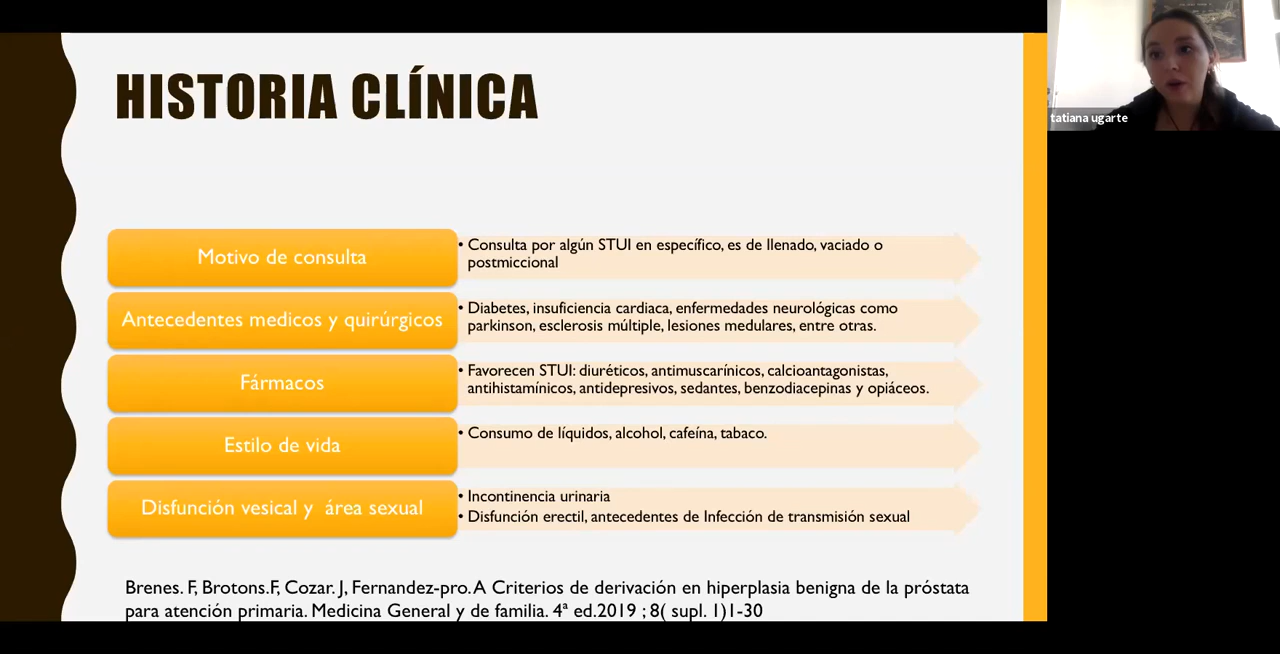 HISTORIA CLÍNICA
tatiana ugarte
Motivo de consulta
• Consulta por algún STUI en específico, es de llenado, vaciado o
postmiccional
Antecedentes medicos y quirúrgicos
• Diabetes, insuficiencia cardiaca, enfermedades neurológicas como
parkinson, esclerosis múltiple, lesiones medulares, entre otras.
Fármacos
• Favorecen STUI: diuréticos, antimuscarínicos, calcioantagonistas,
antihistamínicos, antidepresivos, sedantes, benzodiacepinas y opiáceos.
Estilo de vida
• Consumo de líquidos, alcohol, cafeína, tabaco.
Disfunción vesical y área sexual
• Incontinencia urinaria
• Disfunción erectil, antecedentes de Infección de transmisión sexual
Brenes. F, Brotons.F, Cozar. J, Fernandez-pro. A Criterios de derivación en hiperplasia benigna de la próstata
para atención primaria. Medicina General y de familia. 4ª ed.2019 ; 8( supl. 1)1-30